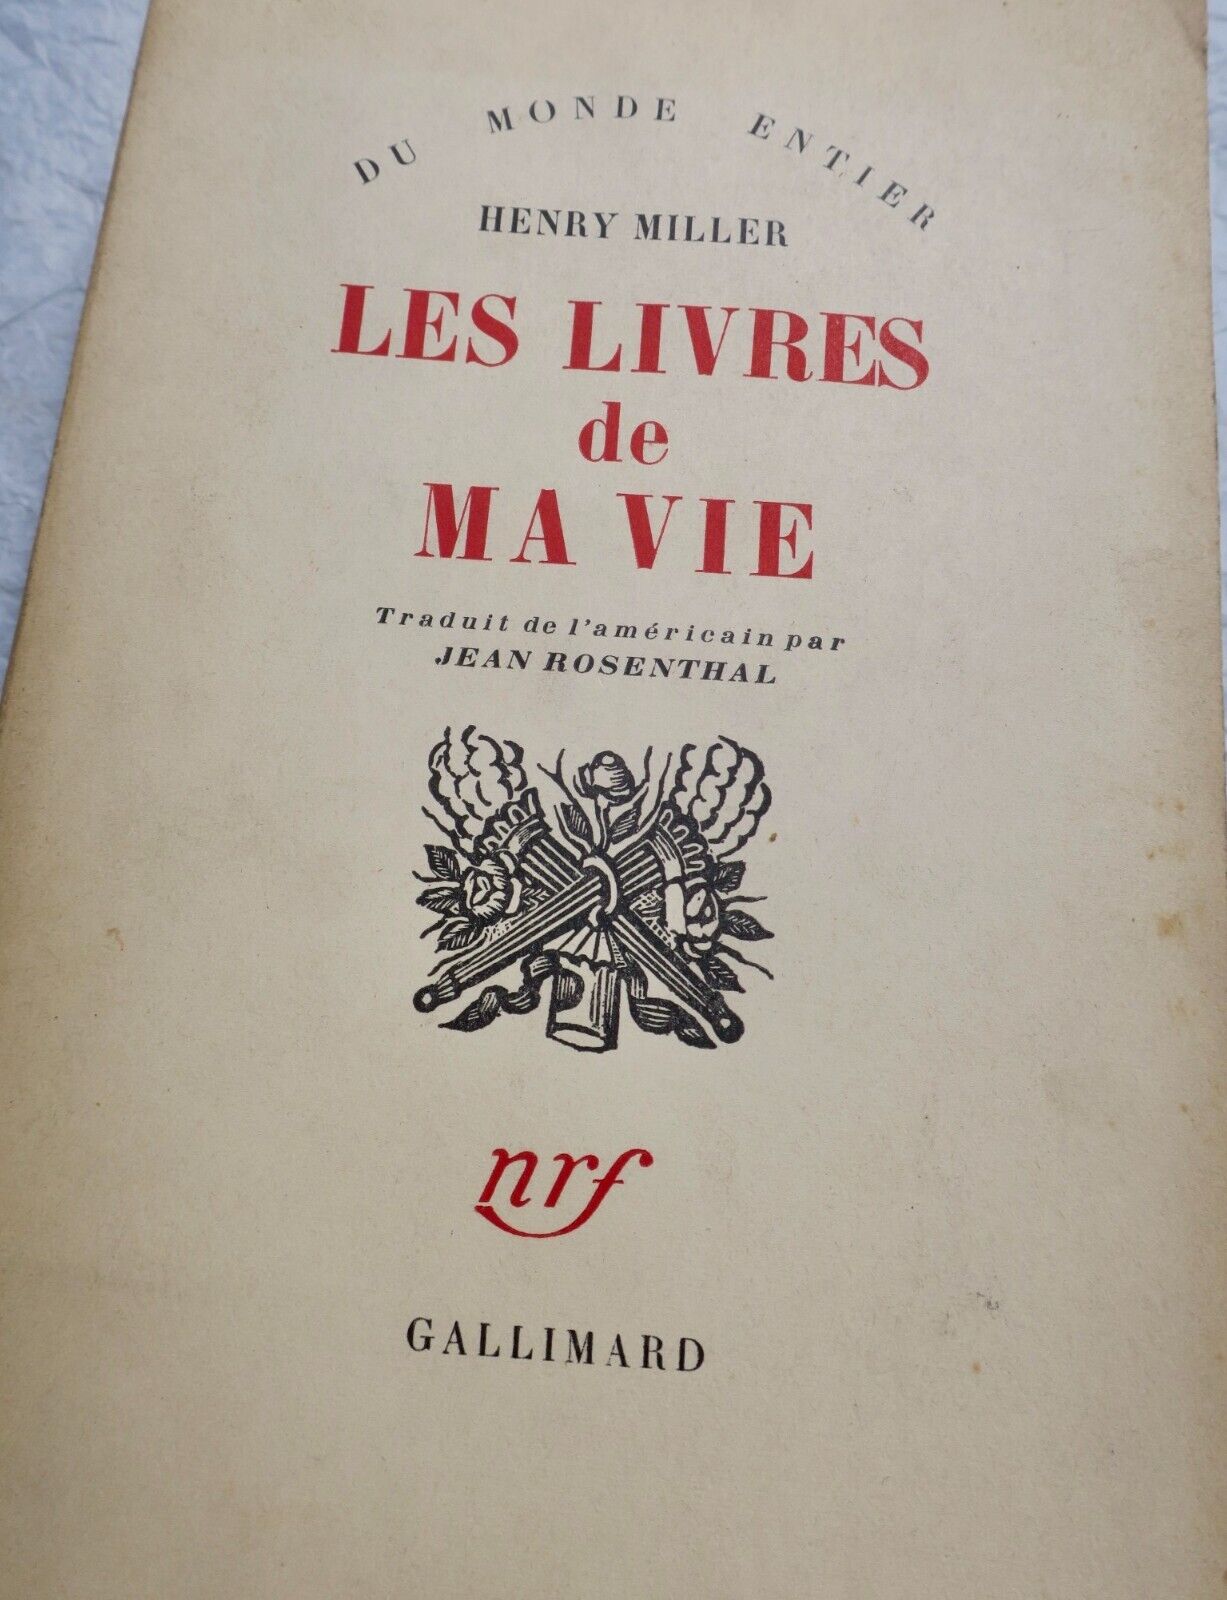 DU MONDE ENTIER
HENRY MILLER
LES LIVRES
de
MA VIE
Traduit de l'américain par
JEAN ROSENTHAL
nrf
GALLIMARD